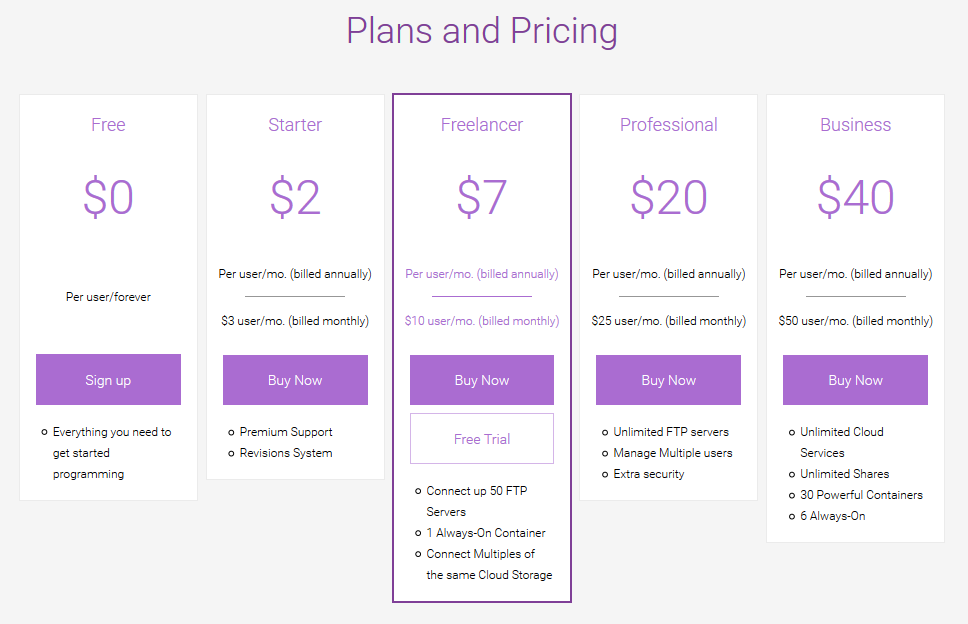 Plans and Pricing
Free
$0
Per user/forever
Sign up
Everything you need to
get started
programming
Starter
$2
Per user/mo. (billed annually)
$3 user/mo. (billed monthly)
Buy Now
Premium Support
Revisions System
Freelancer
$7
Per user/mo. (billed annually)
$10 user/mo. (billed monthly)
Buy Now
Free Trial
Connect up 50 FTP
Servers
1 Always-On Container
Connect Multiples of
the same Cloud Storage
Professional
$20
Per user/mo. (billed annually)
$25 user/mo. (billed monthly)
Buy Now
Unlimited FTP servers
Manage Multiple users
Extra security
Business
$40
Per user/mo. (billed annually)
$50 user/mo. (billed monthly)
Buy Now
Unlimited Cloud
Services
Unlimited Shares
30 Powerful Containers
6 Always-On